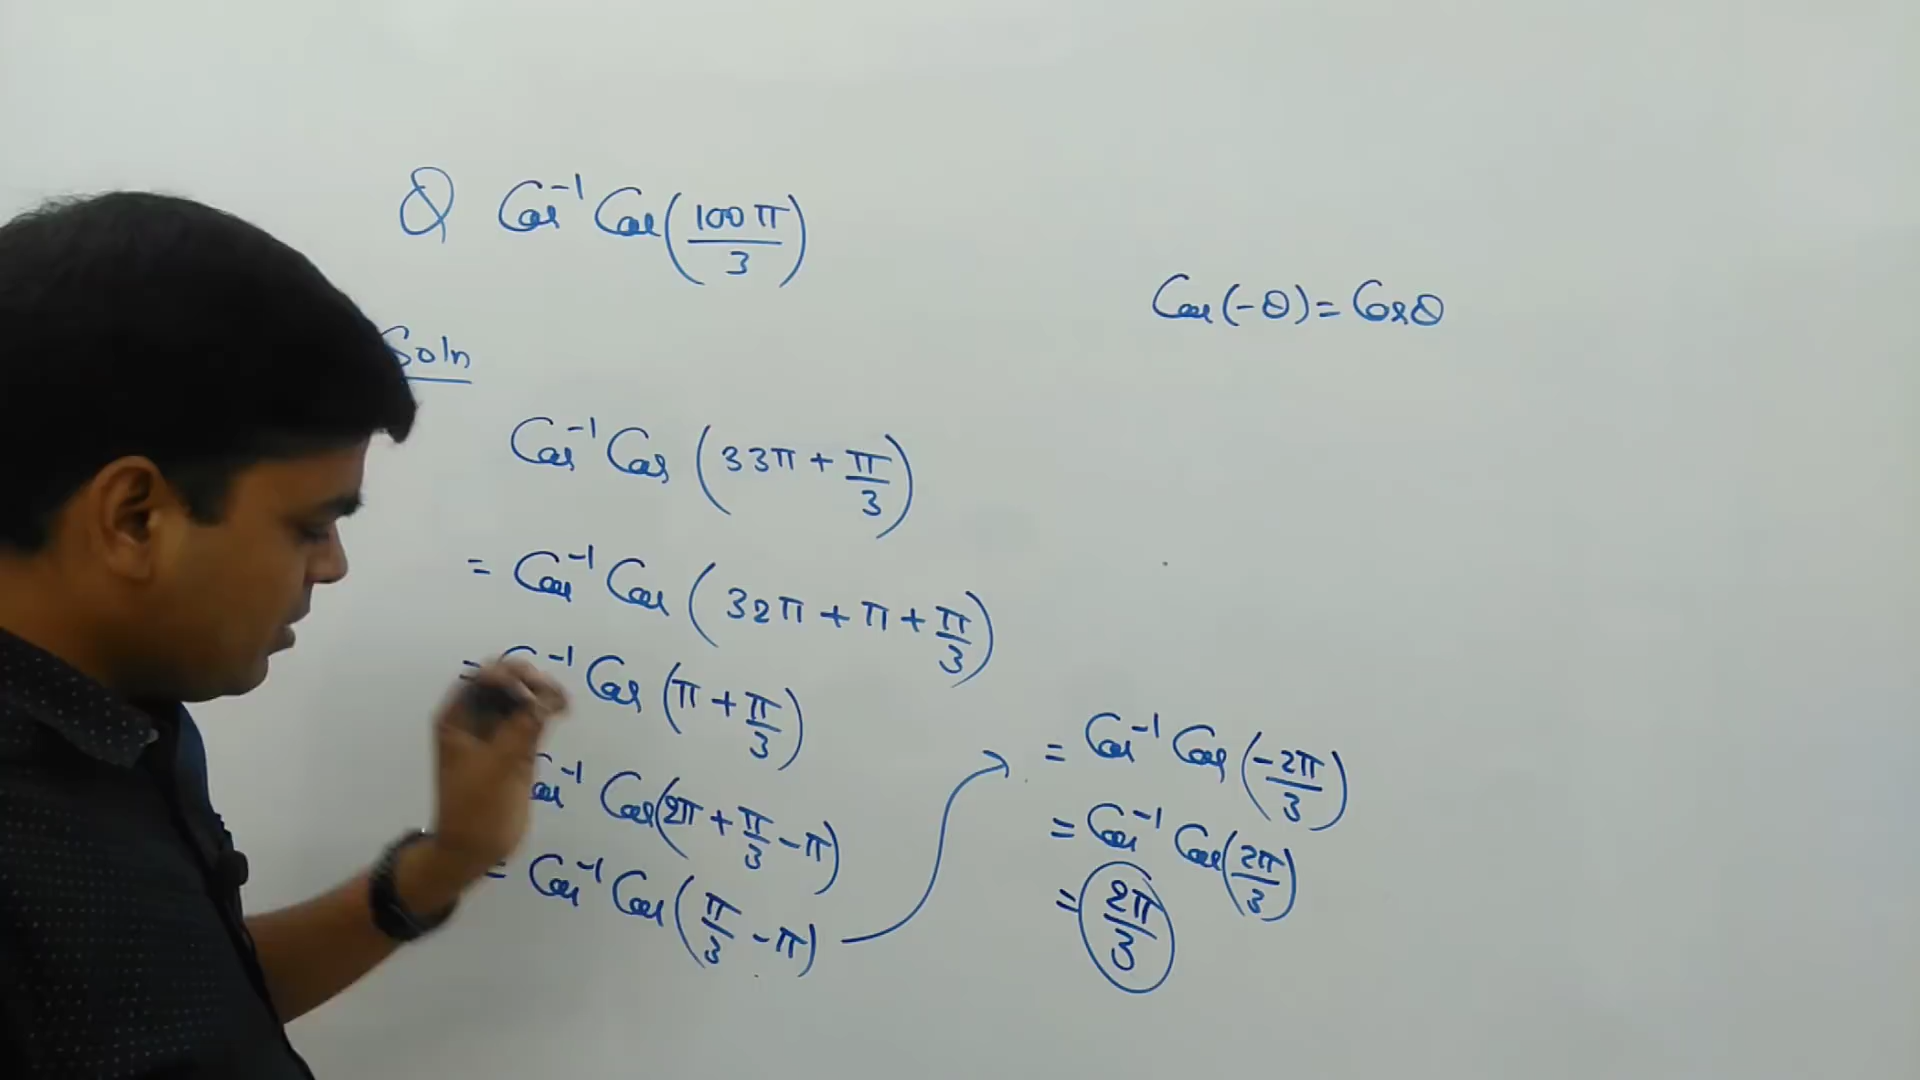 Q Cos⁻¹ Cos(100π/3)
Cos(-θ) = Cosθ
Soln
Cos⁻¹ Cos (33π + π/3)
= Cos⁻¹ Cos (32π + π + π/3)
= C⁻¹ Cos (π + π/3)
Cos⁻¹ Cos(2π + π/3 - π)
= Cos⁻¹ Cos (π/3 - π)
= Cos⁻¹ Cos (-2π/3)
= Cos⁻¹ Cos(2π/3)
= 2π/3